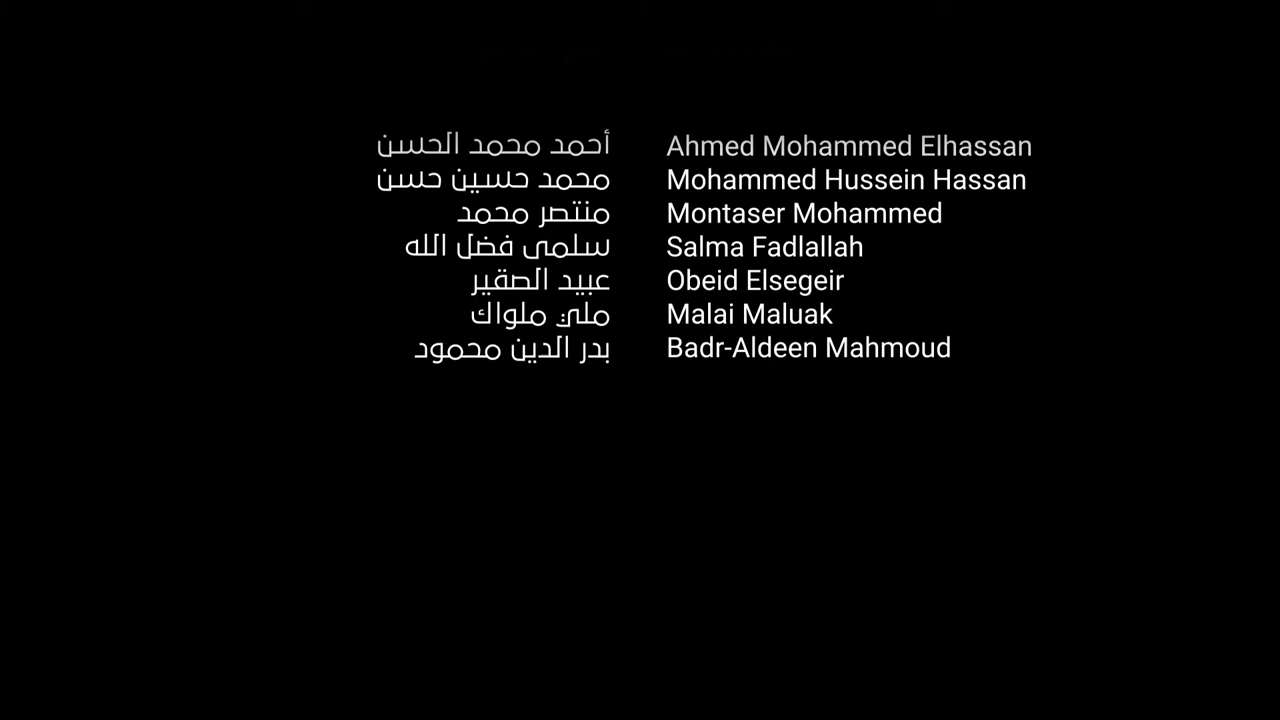 أحمد محمد الحسن Ahmed Mohammed Elhassan
محمد حسين حسن Mohammed Hussein Hassan
منتصر محمد Montaser Mohammed
سلمى فضل الله Salma Fadlallah
عبيد الصقير Obeid Elsegeir
ملي ملواك Malai Maluak
بدر الدين محمود Badr-Aldeen Mahmoud